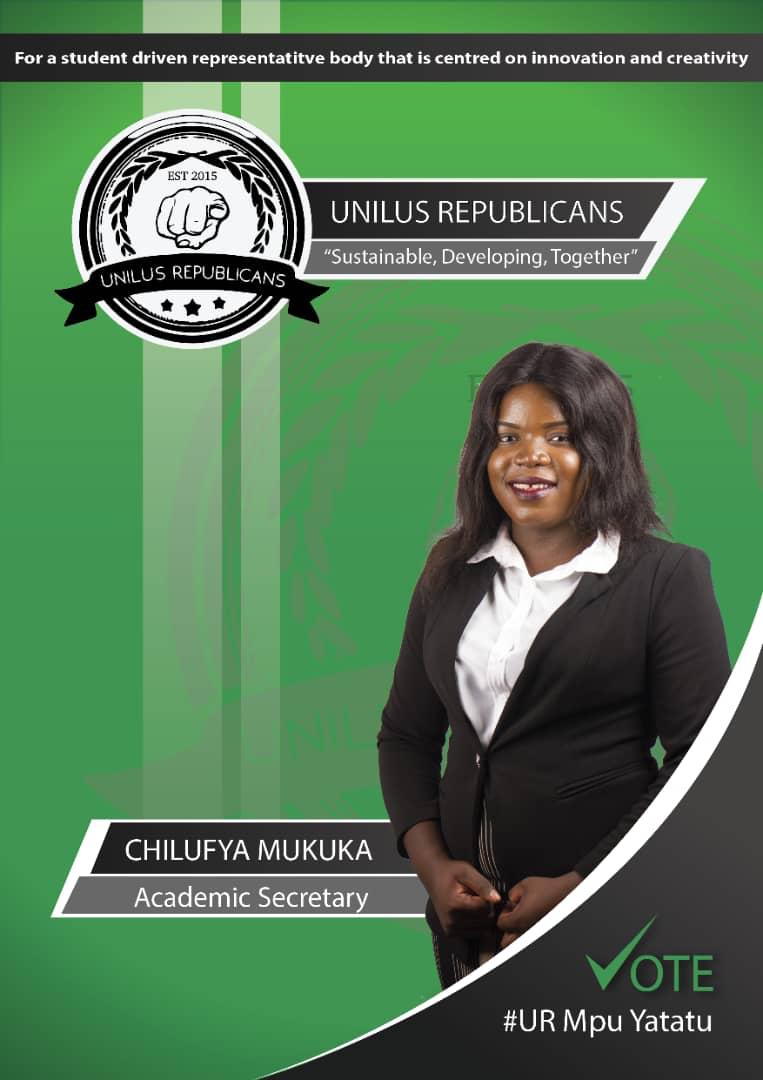 For a student driven representatitve body that is centred on innovation and creativity
EST 2015
UNILUS REPUBLICANS
UNILUS REPUBLICANS
“Sustainable, Developing, Together”
CHILUFYA MUKUKA
Academic Secretary
VOTE
#UR Mpu Yatatu